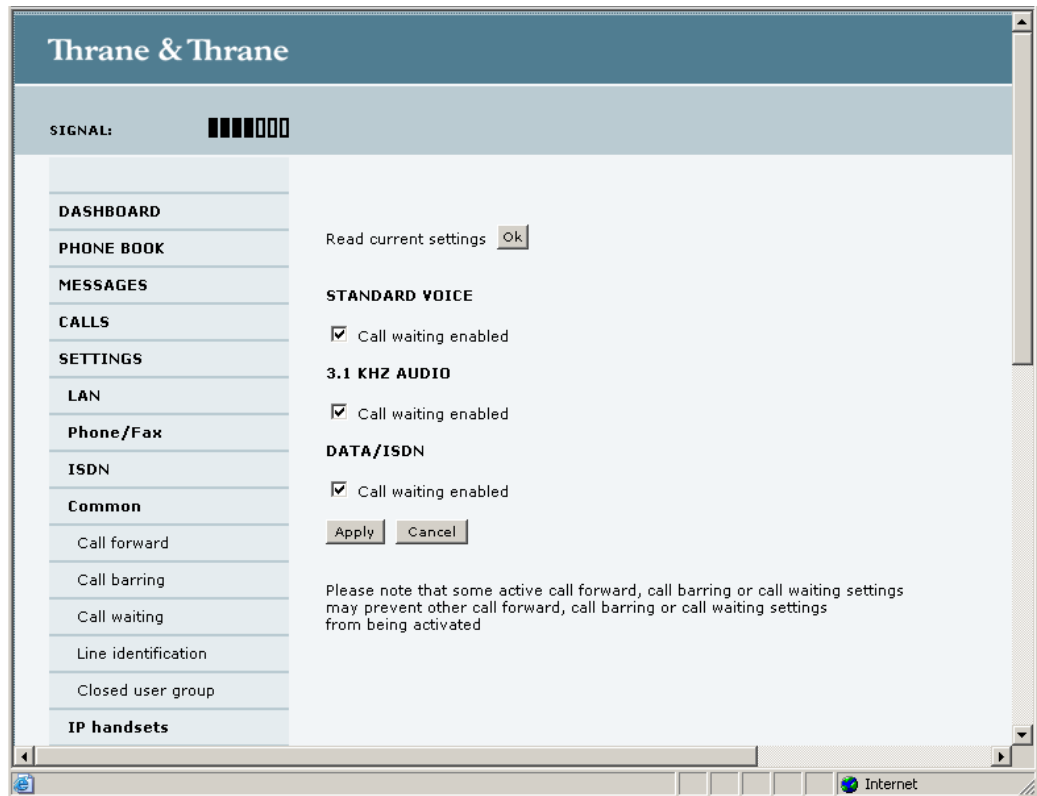 Thrane & Thrane
SIGNAL:
DASHBOARD
PHONE BOOK
MESSAGES
CALLS
SETTINGS
LAN
Phone/Fax
ISDN
Common
Call forward
Call barring
Call waiting
Line identification
Closed user group
IP handsets
Read current settings Ok
STANDARD VOICE
Call waiting enabled
3.1 KHZ AUDIO
Call waiting enabled
DATA/ISDN
Call waiting enabled
Apply Cancel
Please note that some active call forward, call barring or call waiting settings
may prevent other call forward, call barring or call waiting settings
from being activated
Internet